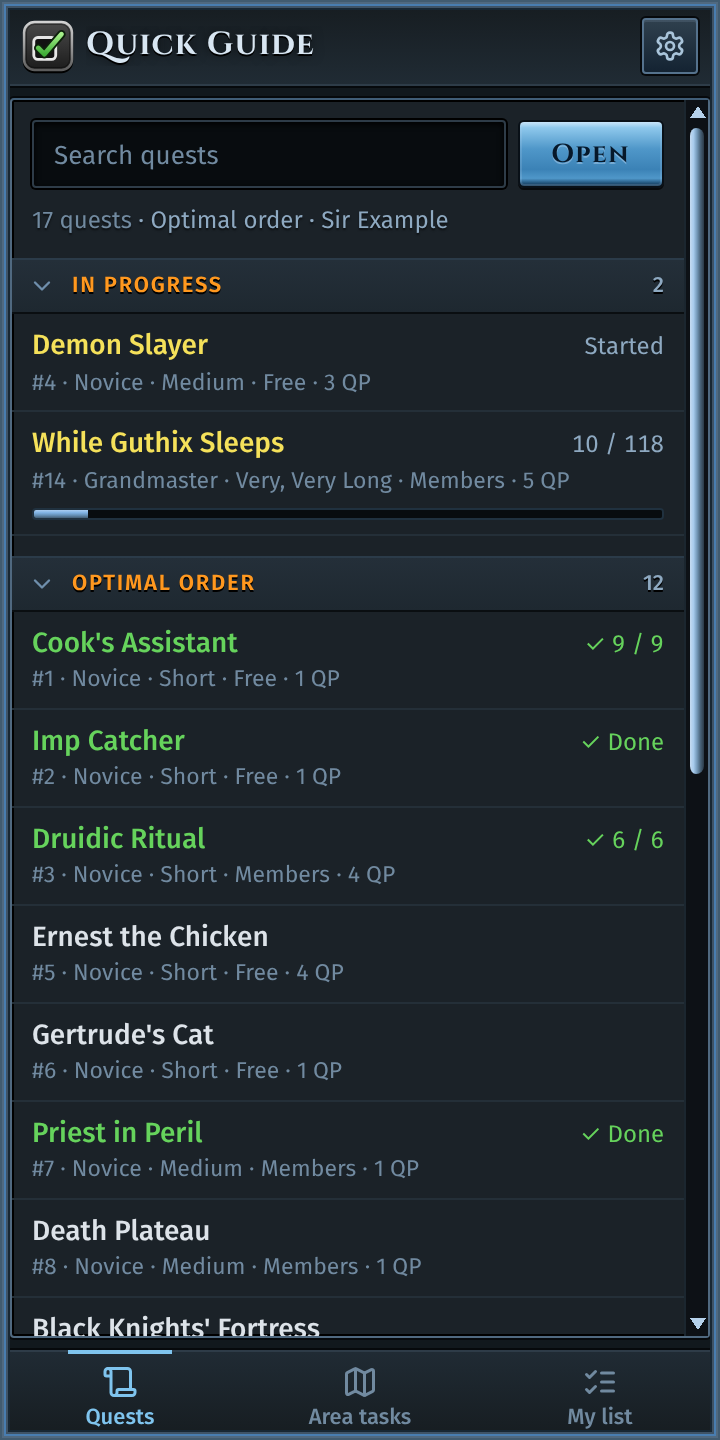 Quick Guide
Search quests
Open
17 quests · Optimal order · Sir Example
IN PROGRESS 2
Demon Slayer Started
#4 · Novice · Medium · Free · 3 QP
While Guthix Sleeps 10 / 118
#14 · Grandmaster · Very, Very Long · Members · 5 QP
OPTIMAL ORDER 12
Cook's Assistant ✓ 9 / 9
#1 · Novice · Short · Free · 1 QP
Imp Catcher ✓ Done
#2 · Novice · Short · Free · 1 QP
Druidic Ritual ✓ 6 / 6
#3 · Novice · Short · Members · 4 QP
Ernest the Chicken
#5 · Novice · Short · Free · 4 QP
Gertrude's Cat
#6 · Novice · Short · Free · 1 QP
Priest in Peril ✓ Done
#7 · Novice · Medium · Members · 1 QP
Death Plateau
#8 · Novice · Medium · Members · 1 QP
Black Knights' Fortress
Quests Area tasks My list